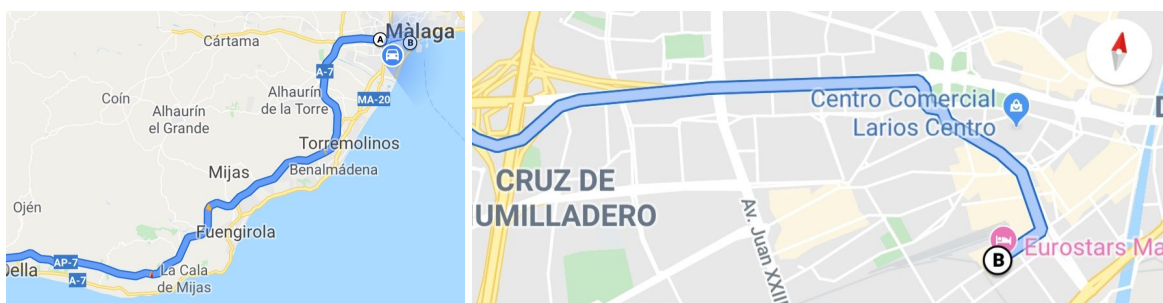 Màlaga
Cártama
A
B
A-7
Alhaurín
de la Torre
MA-20
Coín
Alhaurín
el Grande
Torremolinos
Benalmádena
Mijas
Ojén
Fuengirola
AP-7
ella
A-7
La Cala
de Mijas
Centro Comercial
Larios Centro
CRUZ DE
UMILLADERO
Av. Juan XXIII
Eurostars Ma
B